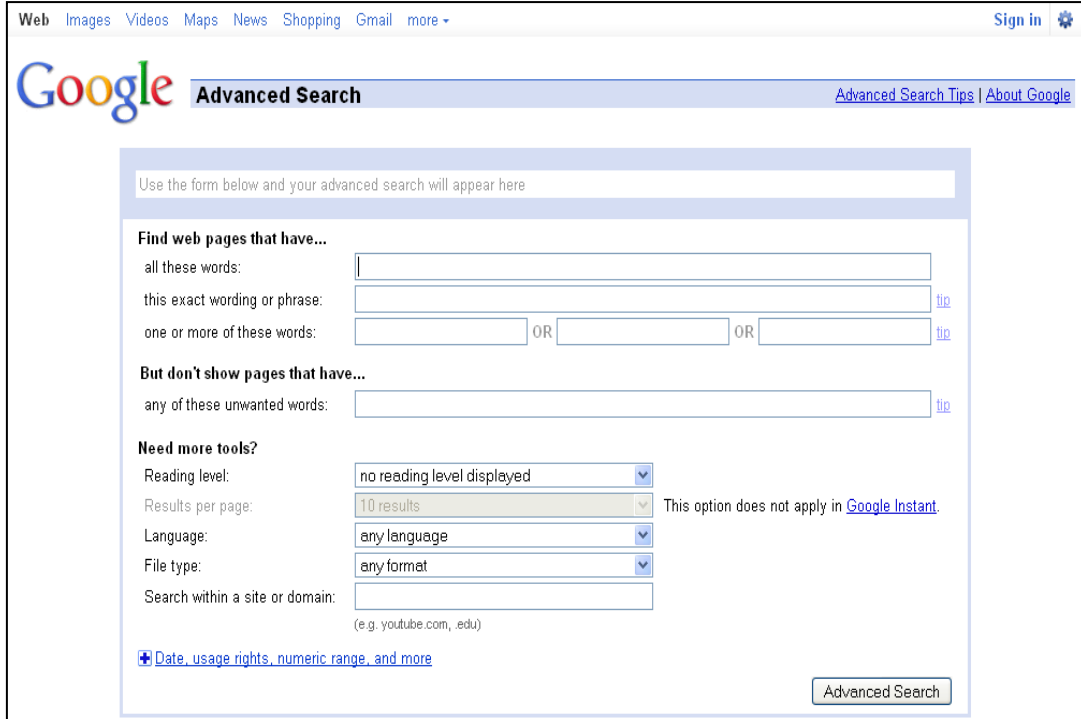 Web Images Videos Maps News Shopping Gmail more Sign in
Google Advanced Search Advanced Search Tips | About Google
Use the form below and your advanced search will appear here
Find web pages that have...
all these words:
this exact wording or phrase: tip
one or more of these words: OR OR tip
But don't show pages that have...
any of these unwanted words: tip
Need more tools?
Reading level: no reading level displayed
Results per page: 10 results This option does not apply in Google Instant.
Language: any language
File type: any format
Search within a site or domain:
(e.g. youtube.com, .edu)
Date, usage rights, numeric range, and more
Advanced Search